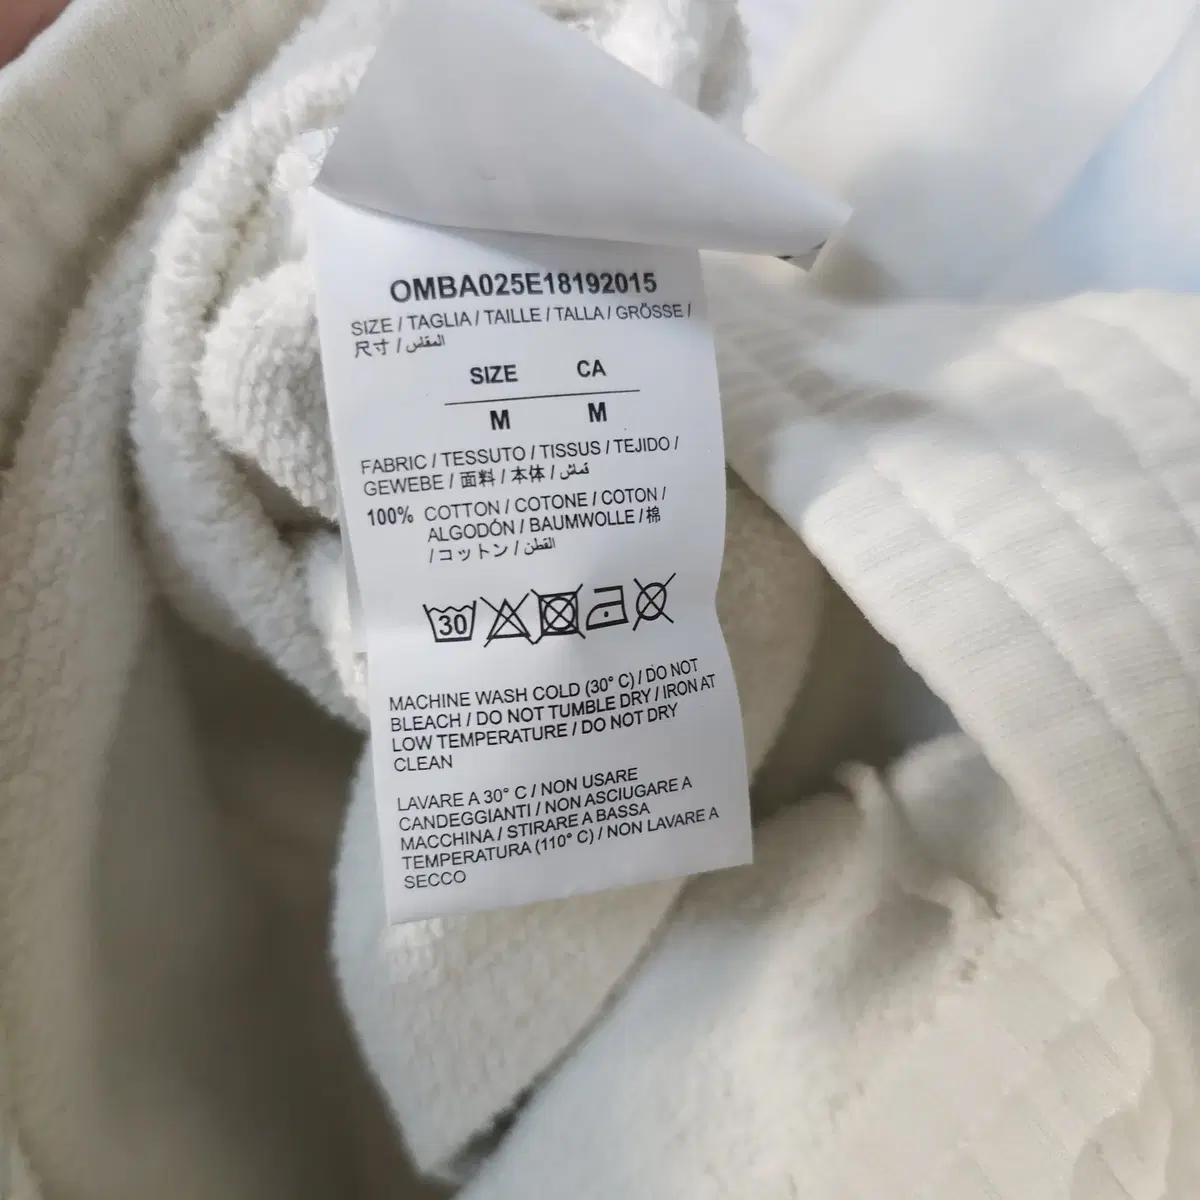 OMBA025E18192015
SIZE / TAGLIA / TAILLE / TALLA / GRÖSSE /
尺寸 / المقاس
SIZE CA
M M
FABRIC / TESSUTO / TISSUS / TEJIDO /
GEWEBE / 面料 / 本体 / قماش
100% COTTON / COTONE / COTON /
ALGODÓN / BAUMWOLLE / 棉
/ コットン / القطن
30
MACHINE WASH COLD (30° C) / DO NOT
BLEACH / DO NOT TUMBLE DRY / IRON AT
LOW TEMPERATURE / DO NOT DRY
CLEAN
LAVARE A 30° C / NON USARE
CANDEGGIANTI / NON ASCIUGARE A
MACCHINA / STIRARE A BASSA
TEMPERATURA (110° C) / NON LAVARE A
SECCO